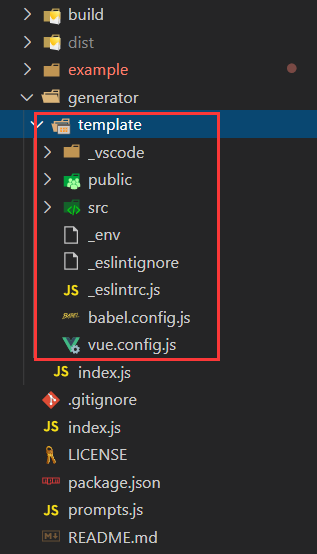 build
dist
example
generator
template
_vscode
public
src
_env
_eslintignore
JS _eslintrc.js
BABEL babel.config.js
vue.config.js
JS index.js
.gitignore
JS index.js
LICENSE
npm package.json
JS prompts.js
README.md